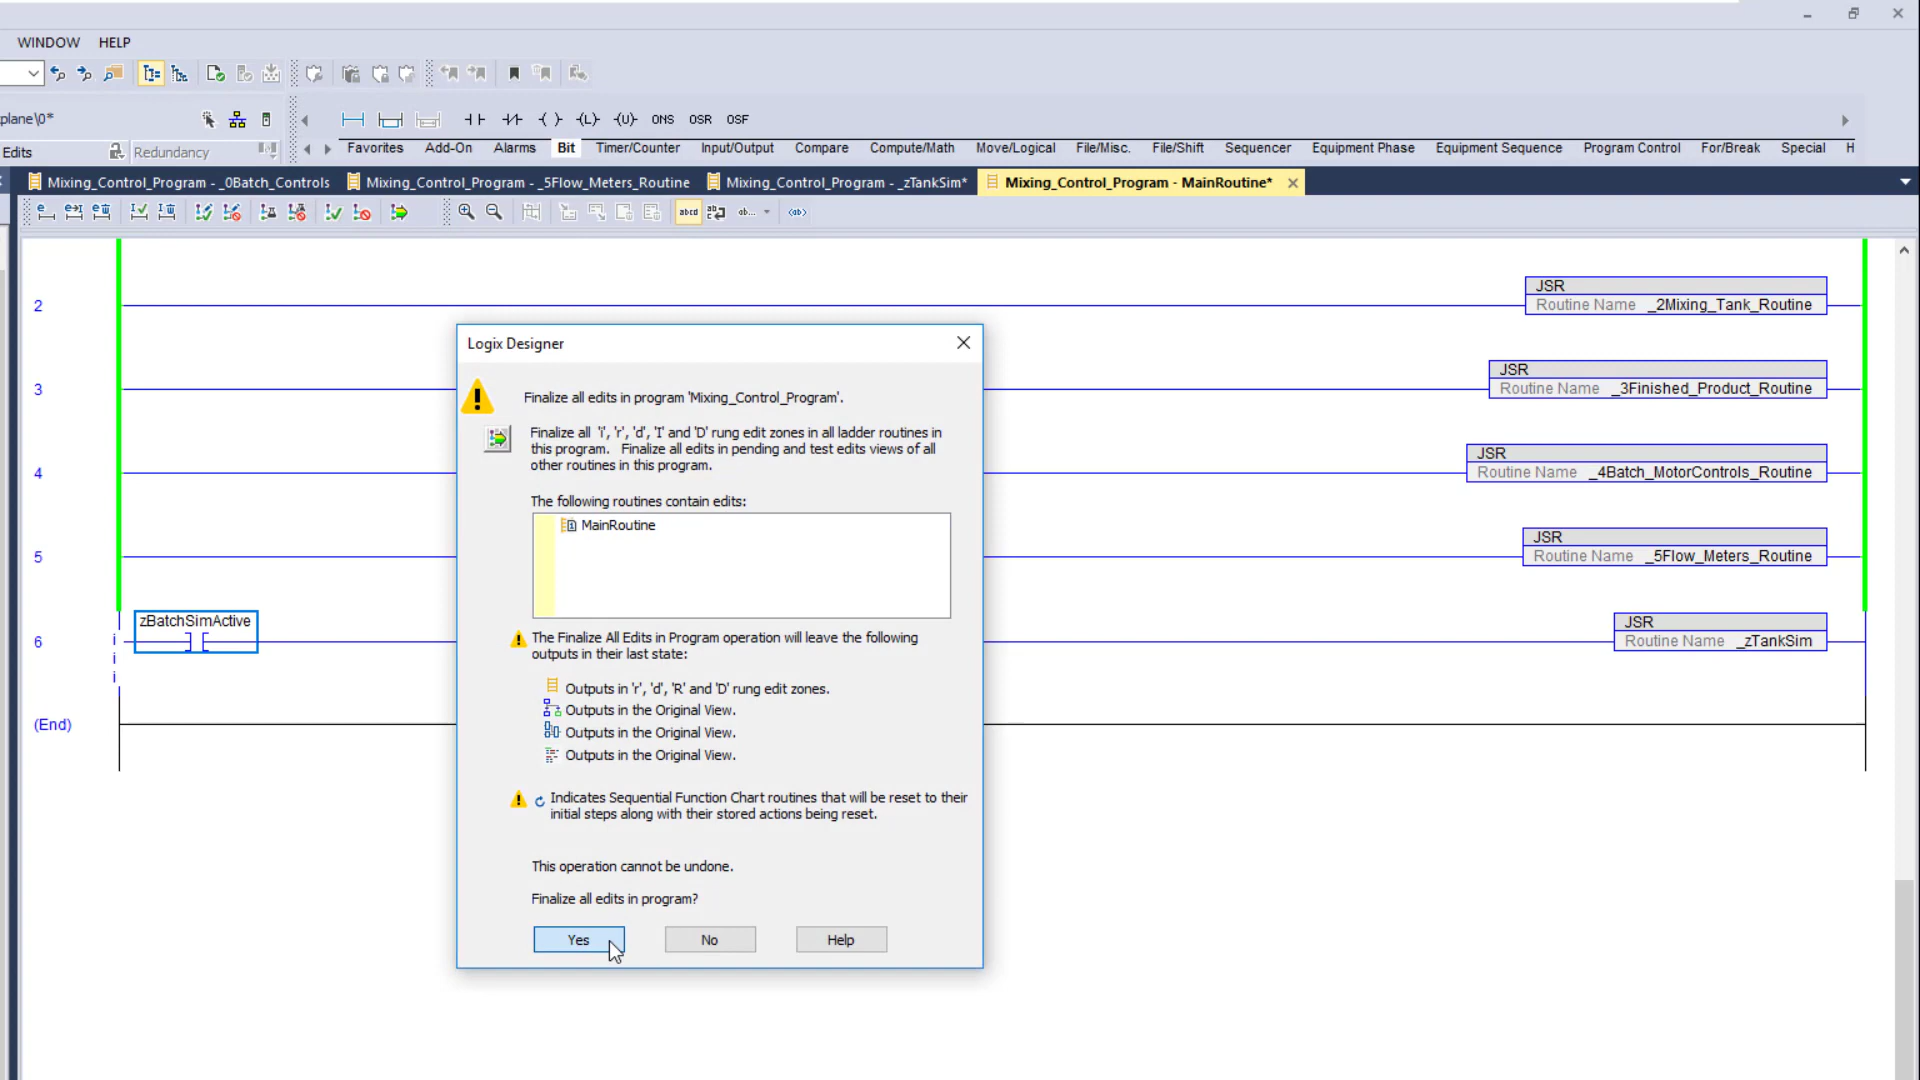 WINDOW HELP
plane\0*
ONS OSR OSF
Edits Redundancy
Favorites Add-On Alarms Bit Timer/Counter Input/Output Compare Compute/Math Move/Logical File/Misc. File/Shift Sequencer Equipment Phase Equipment Sequence Program Control For/Break Special H
Mixing_Control_Program - _0Batch_Controls Mixing_Control_Program - _5Flow_Meters_Routine Mixing_Control_Program - _zTankSim* Mixing_Control_Program - MainRoutine*
JSR
2 Routine Name _2Mixing_Tank_Routine
JSR
3 Routine Name _3Finished_Product_Routine
JSR
4 Routine Name _4Batch_MotorControls_Routine
JSR
5 Routine Name _5Flow_Meters_Routine
zBatchSimActive JSR
6 Routine Name _zTankSim
i
i
i
(End)
Logix Designer
Finalize all edits in program 'Mixing_Control_Program'.
Finalize all 'i', 'r', 'd', 'I' and 'D' rung edit zones in all ladder routines in
this program. Finalize all edits in pending and test edits views of all
other routines in this program.
The following routines contain edits:
MainRoutine
The Finalize All Edits in Program operation will leave the following
outputs in their last state:
Outputs in 'r', 'd', 'R' and 'D' rung edit zones.
Outputs in the Original View.
Outputs in the Original View.
Outputs in the Original View.
Indicates Sequential Function Chart routines that will be reset to their
initial steps along with their stored actions being reset.
This operation cannot be undone.
Finalize all edits in program?
Yes No Help